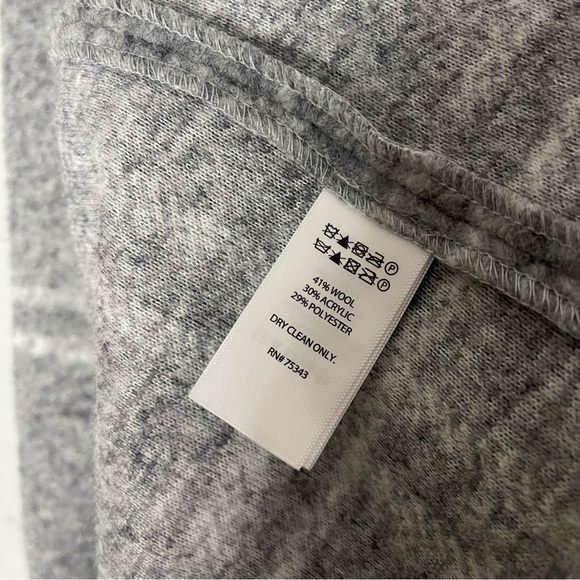 P
P
41% WOOL
30% ACRYLIC
29% POLYESTER
DRY CLEAN ONLY.
RN# 75343